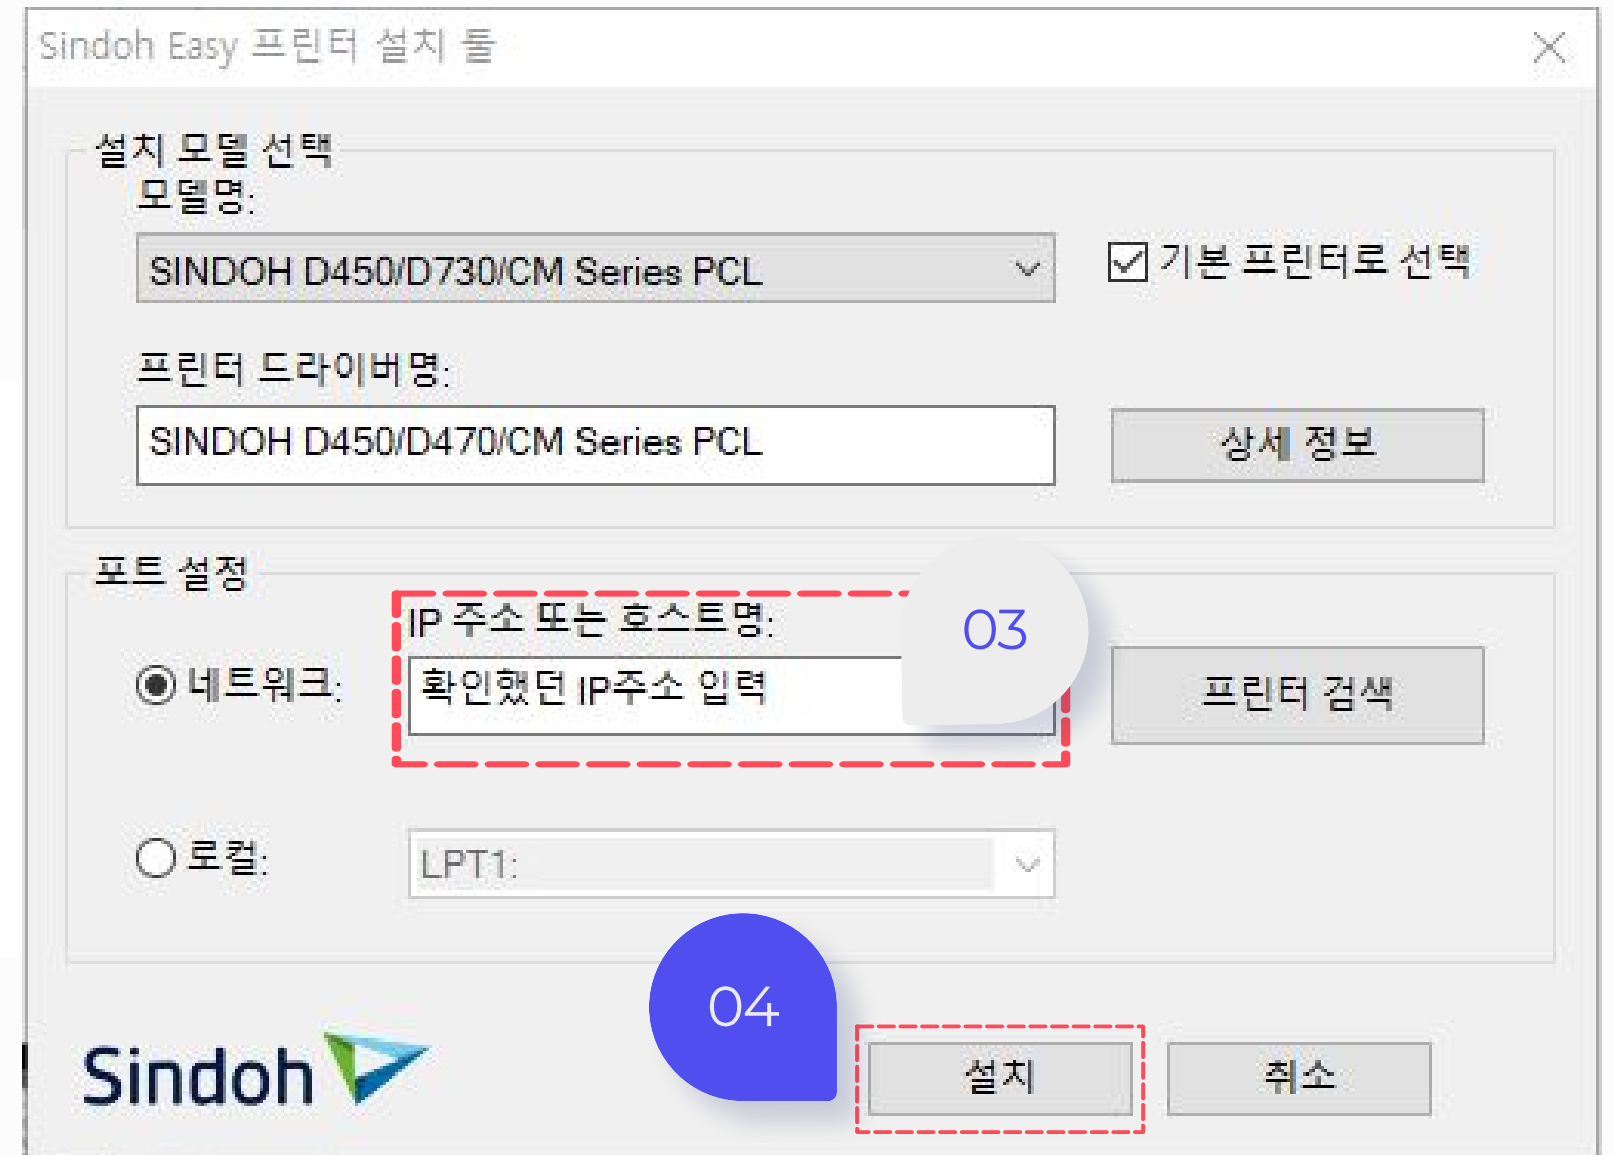 Sindoh Easy 프린터 설치 툴
설치 모델 선택
모델명:
SINDOH D450/D730/CM Series PCL
기본 프린터로 선택
프린터 드라이버명:
SINDOH D450/D470/CM Series PCL
상세 정보
포트 설정
IP 주소 또는 호스트명:
03
네트워크:
확인했던 IP주소 입력
프린터 검색
로컬:
LPT1:
04
Sindoh
설치
취소